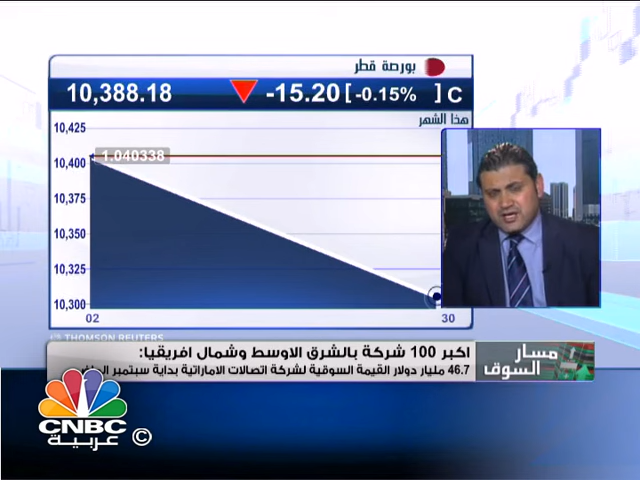 بورصة قطر
10,388.18 -15.20 [ -0.15% ] C
هذا الشهر
10,425
10,400
1.040338
10,375
10,350
10,325
10,300
02 30
THOMSON REUTERS
اكبر 100 شركة بالشرق الاوسط وشمال افريقيا:
46.7 مليار دولار القيمة السوقية لشركة اتصالات الاماراتية بداية سبتمبر
مسار
السوق
CNBC
عربية ©